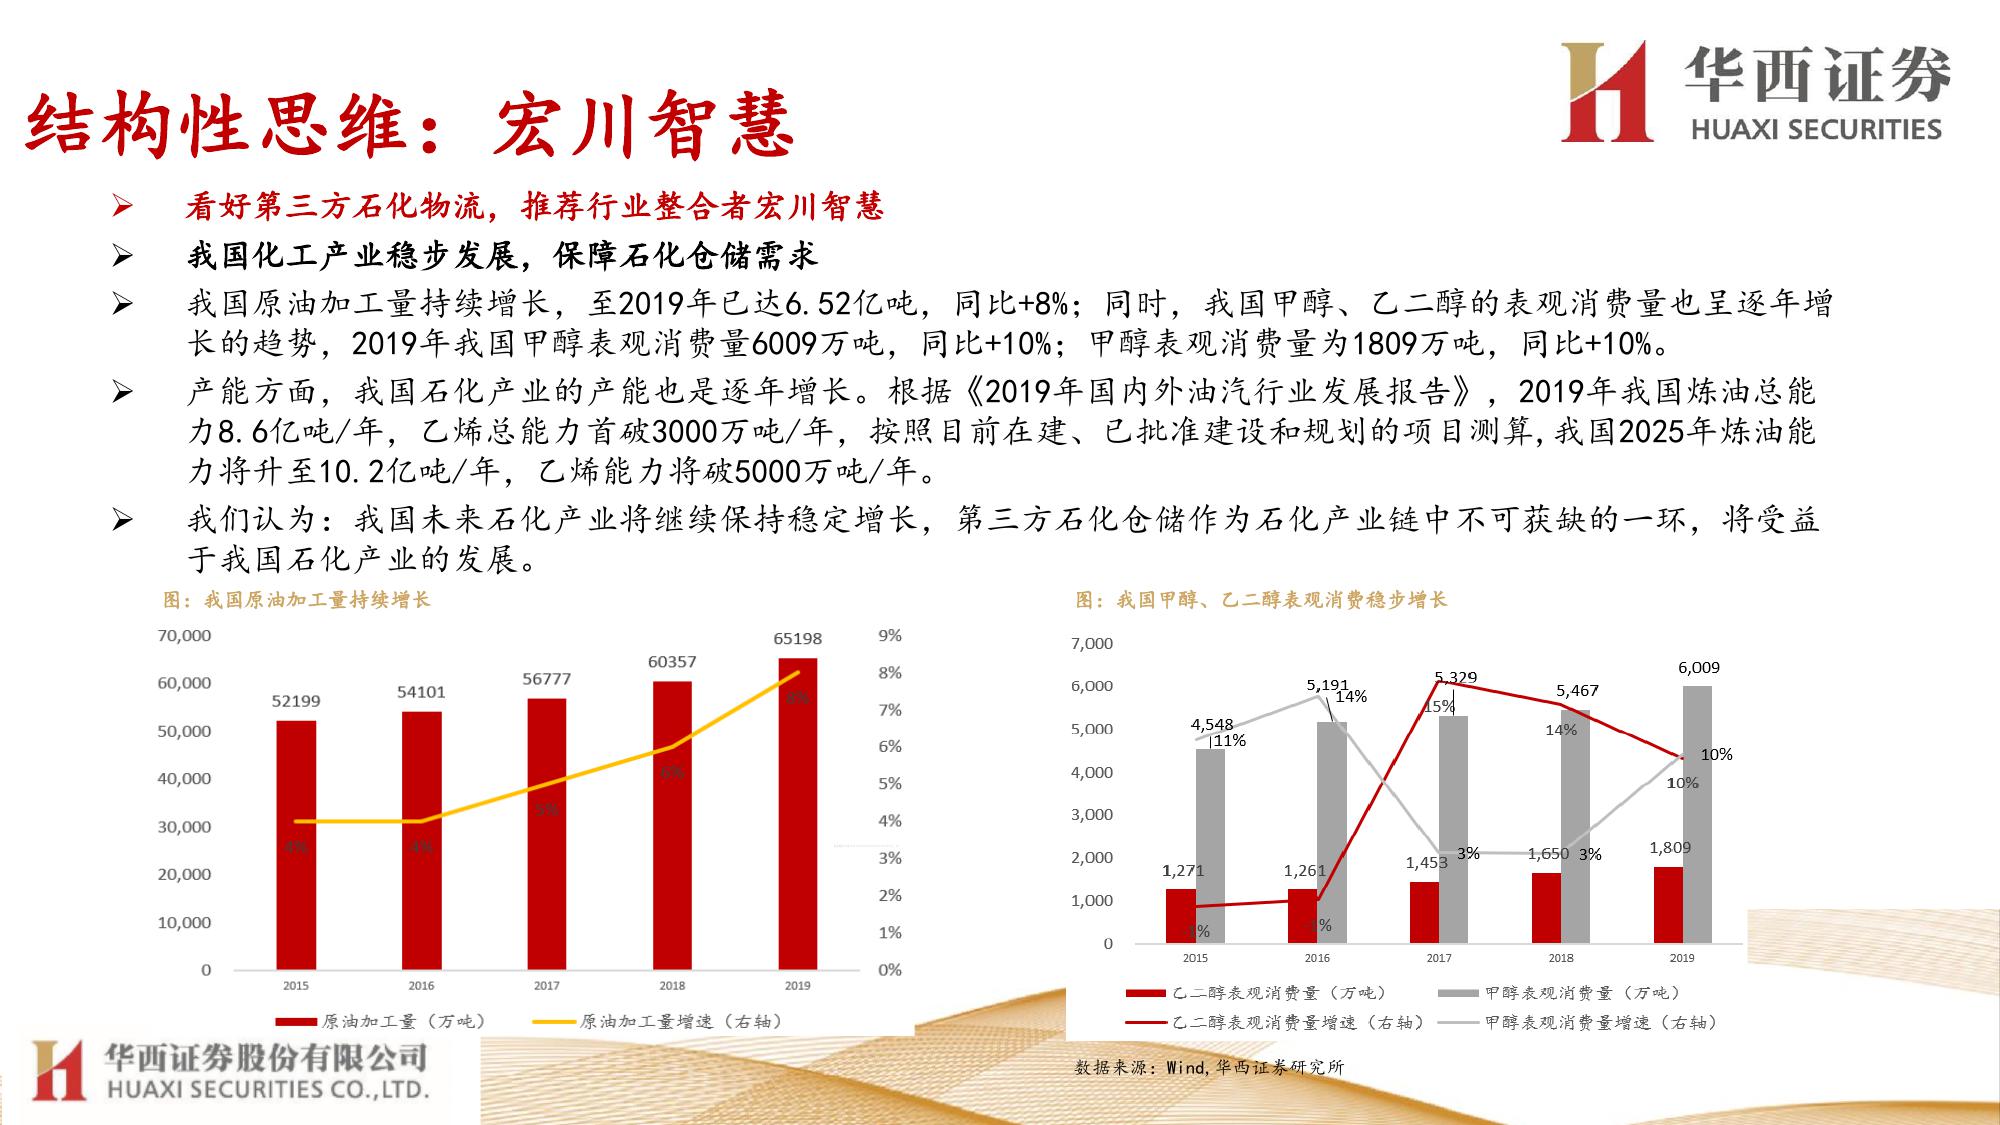 华西证券
HUAXI SECURITIES
结构性思维：宏川智慧
➢ 看好第三方石化物流，推荐行业整合者宏川智慧
➢ 我国化工产业稳步发展，保障石化仓储需求
➢ 我国原油加工量持续增长，至2019年已达6.52亿吨，同比+8%；同时，我国甲醇、乙二醇的表观消费量也呈逐年增
长的趋势，2019年我国甲醇表观消费量6009万吨，同比+10%；甲醇表观消费量为1809万吨，同比+10%。
➢ 产能方面，我国石化产业的产能也是逐年增长。根据《2019年国内外油汽行业发展报告》，2019年我国炼油总能
力8.6亿吨/年，乙烯总能力首破3000万吨/年，按照目前在建、已批准建设和规划的项目测算,我国2025年炼油能
力将升至10.2亿吨/年，乙烯能力将破5000万吨/年。
➢ 我们认为：我国未来石化产业将继续保持稳定增长，第三方石化仓储作为石化产业链中不可获缺的一环，将受益
于我国石化产业的发展。
图：我国原油加工量持续增长
70,000
60,000
50,000
40,000
30,000
20,000
10,000
0
52199
54101
56777
60357
65198
4%
4%
5%
6%
8%
9%
8%
7%
6%
5%
4%
3%
2%
1%
0%
2015 2016 2017 2018 2019
原油加工量（万吨） 原油加工量增速（右轴）
图：我国甲醇、乙二醇表观消费稳步增长
7,000
6,000
5,000
4,000
3,000
2,000
1,000
0
4,548
11%
5,191
14%
5,329
15%
5,467
14%
6,009
10%
10%
1,271
1,261
1,453
3%
1,650
3%
1,809
2015 2016 2017 2018 2019
乙二醇表观消费量（万吨） 甲醇表观消费量（万吨）
乙二醇表观消费量增速（右轴） 甲醇表观消费量增速（右轴）
数据来源：Wind,华西证券研究所
华西证券股份有限公司
HUAXI SECURITIES CO.,LTD.